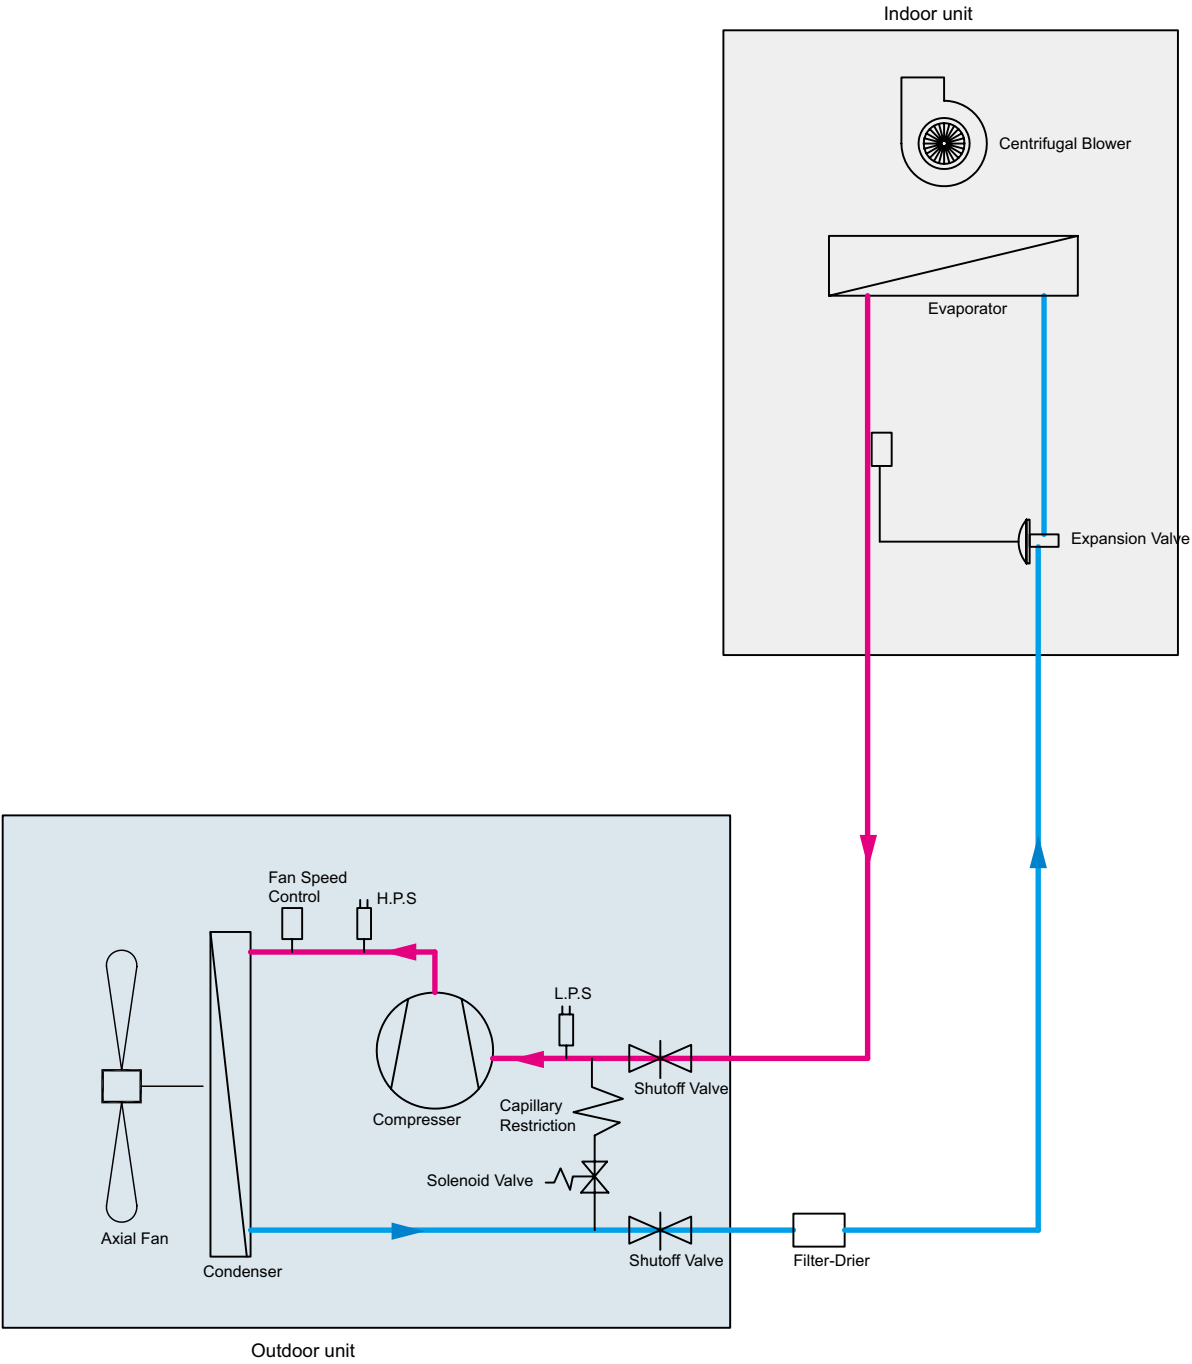 Indoor unit
Centrifugal Blower
Evaporator
Expansion Valve
Fan Speed
Control
H.P.S
L.P.S
Shutoff Valve
Capillary
Restriction
Compresser
Solenoid Valve
Axial Fan
Shutoff Valve
Filter-Drier
Condenser
Outdoor unit